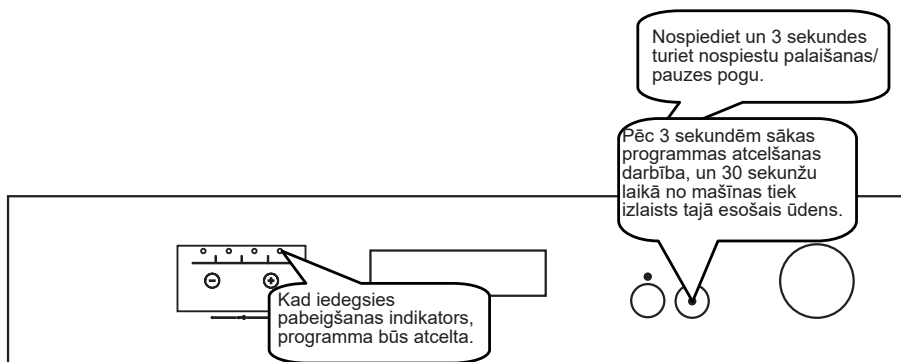 Nospiediet un 3 sekundes
turiet nospiestu palaišanas/
pauzes pogu.
Pēc 3 sekundēm sākas
programmas atcelšanas
darbība, un 30 sekunžu
laikā no mašīnas tiek
izlaists tajā esošais ūdens.
Kad iedegsies
pabeigšanas indikators,
programma būs atcelta.